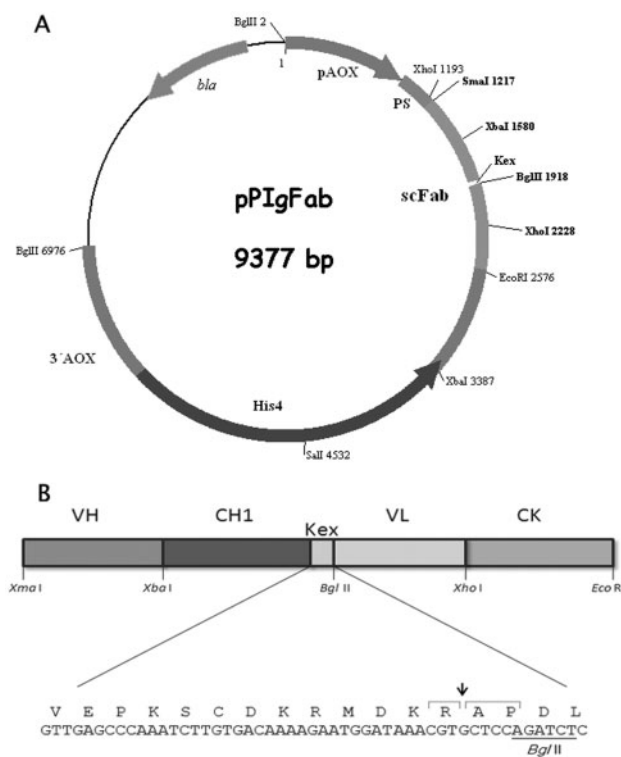 A
BglII 2
1
pAOX
XhoI 1193
SmaI 1217
PS
XbaI 1580
Kex
BglII 1918
scFab
XhoI 2228
EcoRI 2576
XbaI 3387
SalI 4532
His4
3´AOX
BglII 6976
bla
pPIgFab
9377 bp
B
VH CH1 Kex VL CK
XmaI XbaI BglII XhoI EcoR
V E P K S C D K R M D K R A P D L
GTTGAGCCCAAATCTTGTGACAAAAGAATGGATAAACGTGCTCCAGATCTC
BglII